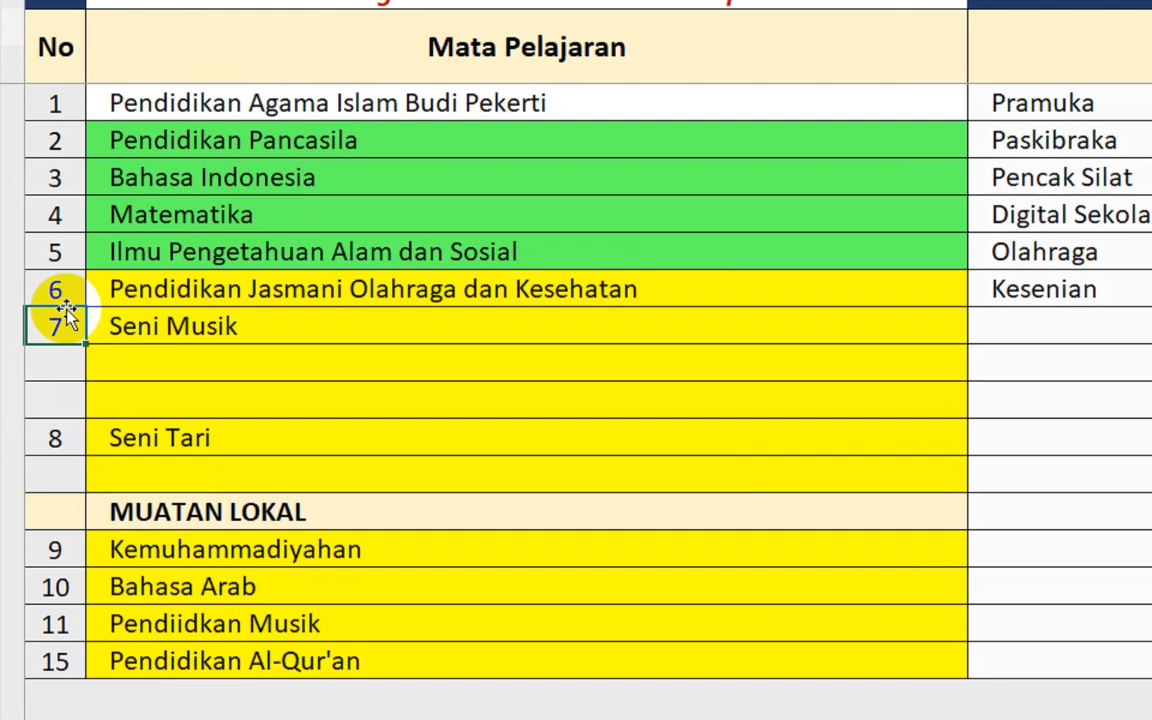 No Mata Pelajaran
1 Pendidikan Agama Islam Budi Pekerti Pramuka
2 Pendidikan Pancasila Paskibraka
3 Bahasa Indonesia Pencak Silat
4 Matematika Digital Sekola
5 Ilmu Pengetahuan Alam dan Sosial Olahraga
6 Pendidikan Jasmani Olahraga dan Kesehatan Kesenian
7 Seni Musik
8 Seni Tari
MUATAN LOKAL
9 Kemuhammadiyahan
10 Bahasa Arab
11 Pendiidkan Musik
15 Pendidikan Al-Qur'an